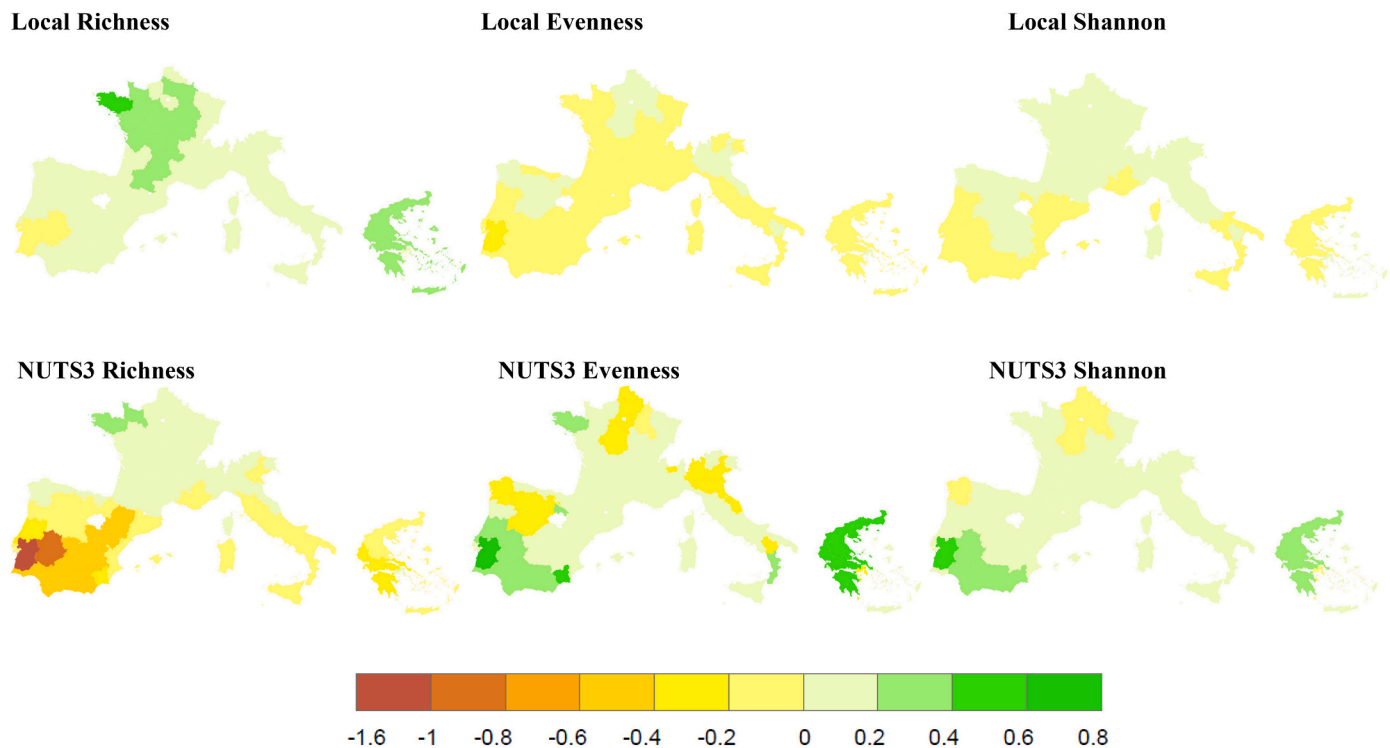 Local Richness Local Evenness Local Shannon
NUTS3 Richness NUTS3 Evenness NUTS3 Shannon
-1.6 -1 -0.8 -0.6 -0.4 -0.2 0 0.2 0.4 0.6 0.8